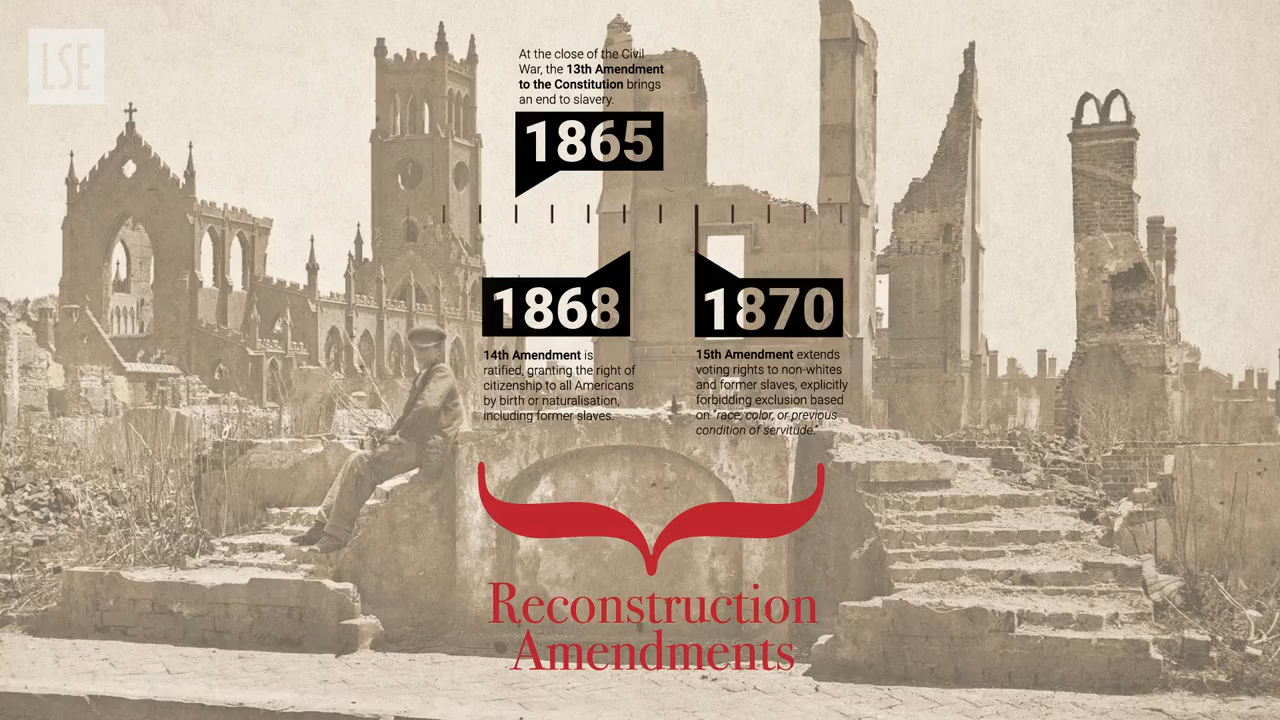 LSE
At the close of the Civil
War, the 13th Amendment
to the Constitution brings
an end to slavery.
1865
1868
14th Amendment is
ratified, granting the right of
citizenship to all Americans
by birth or naturalisation,
including former slaves.
1870
15th Amendment extends
voting rights to non-whites
and former slaves, explicitly
forbidding exclusion based
on "race, color, or previous
condition of servitude."
Reconstruction
Amendments